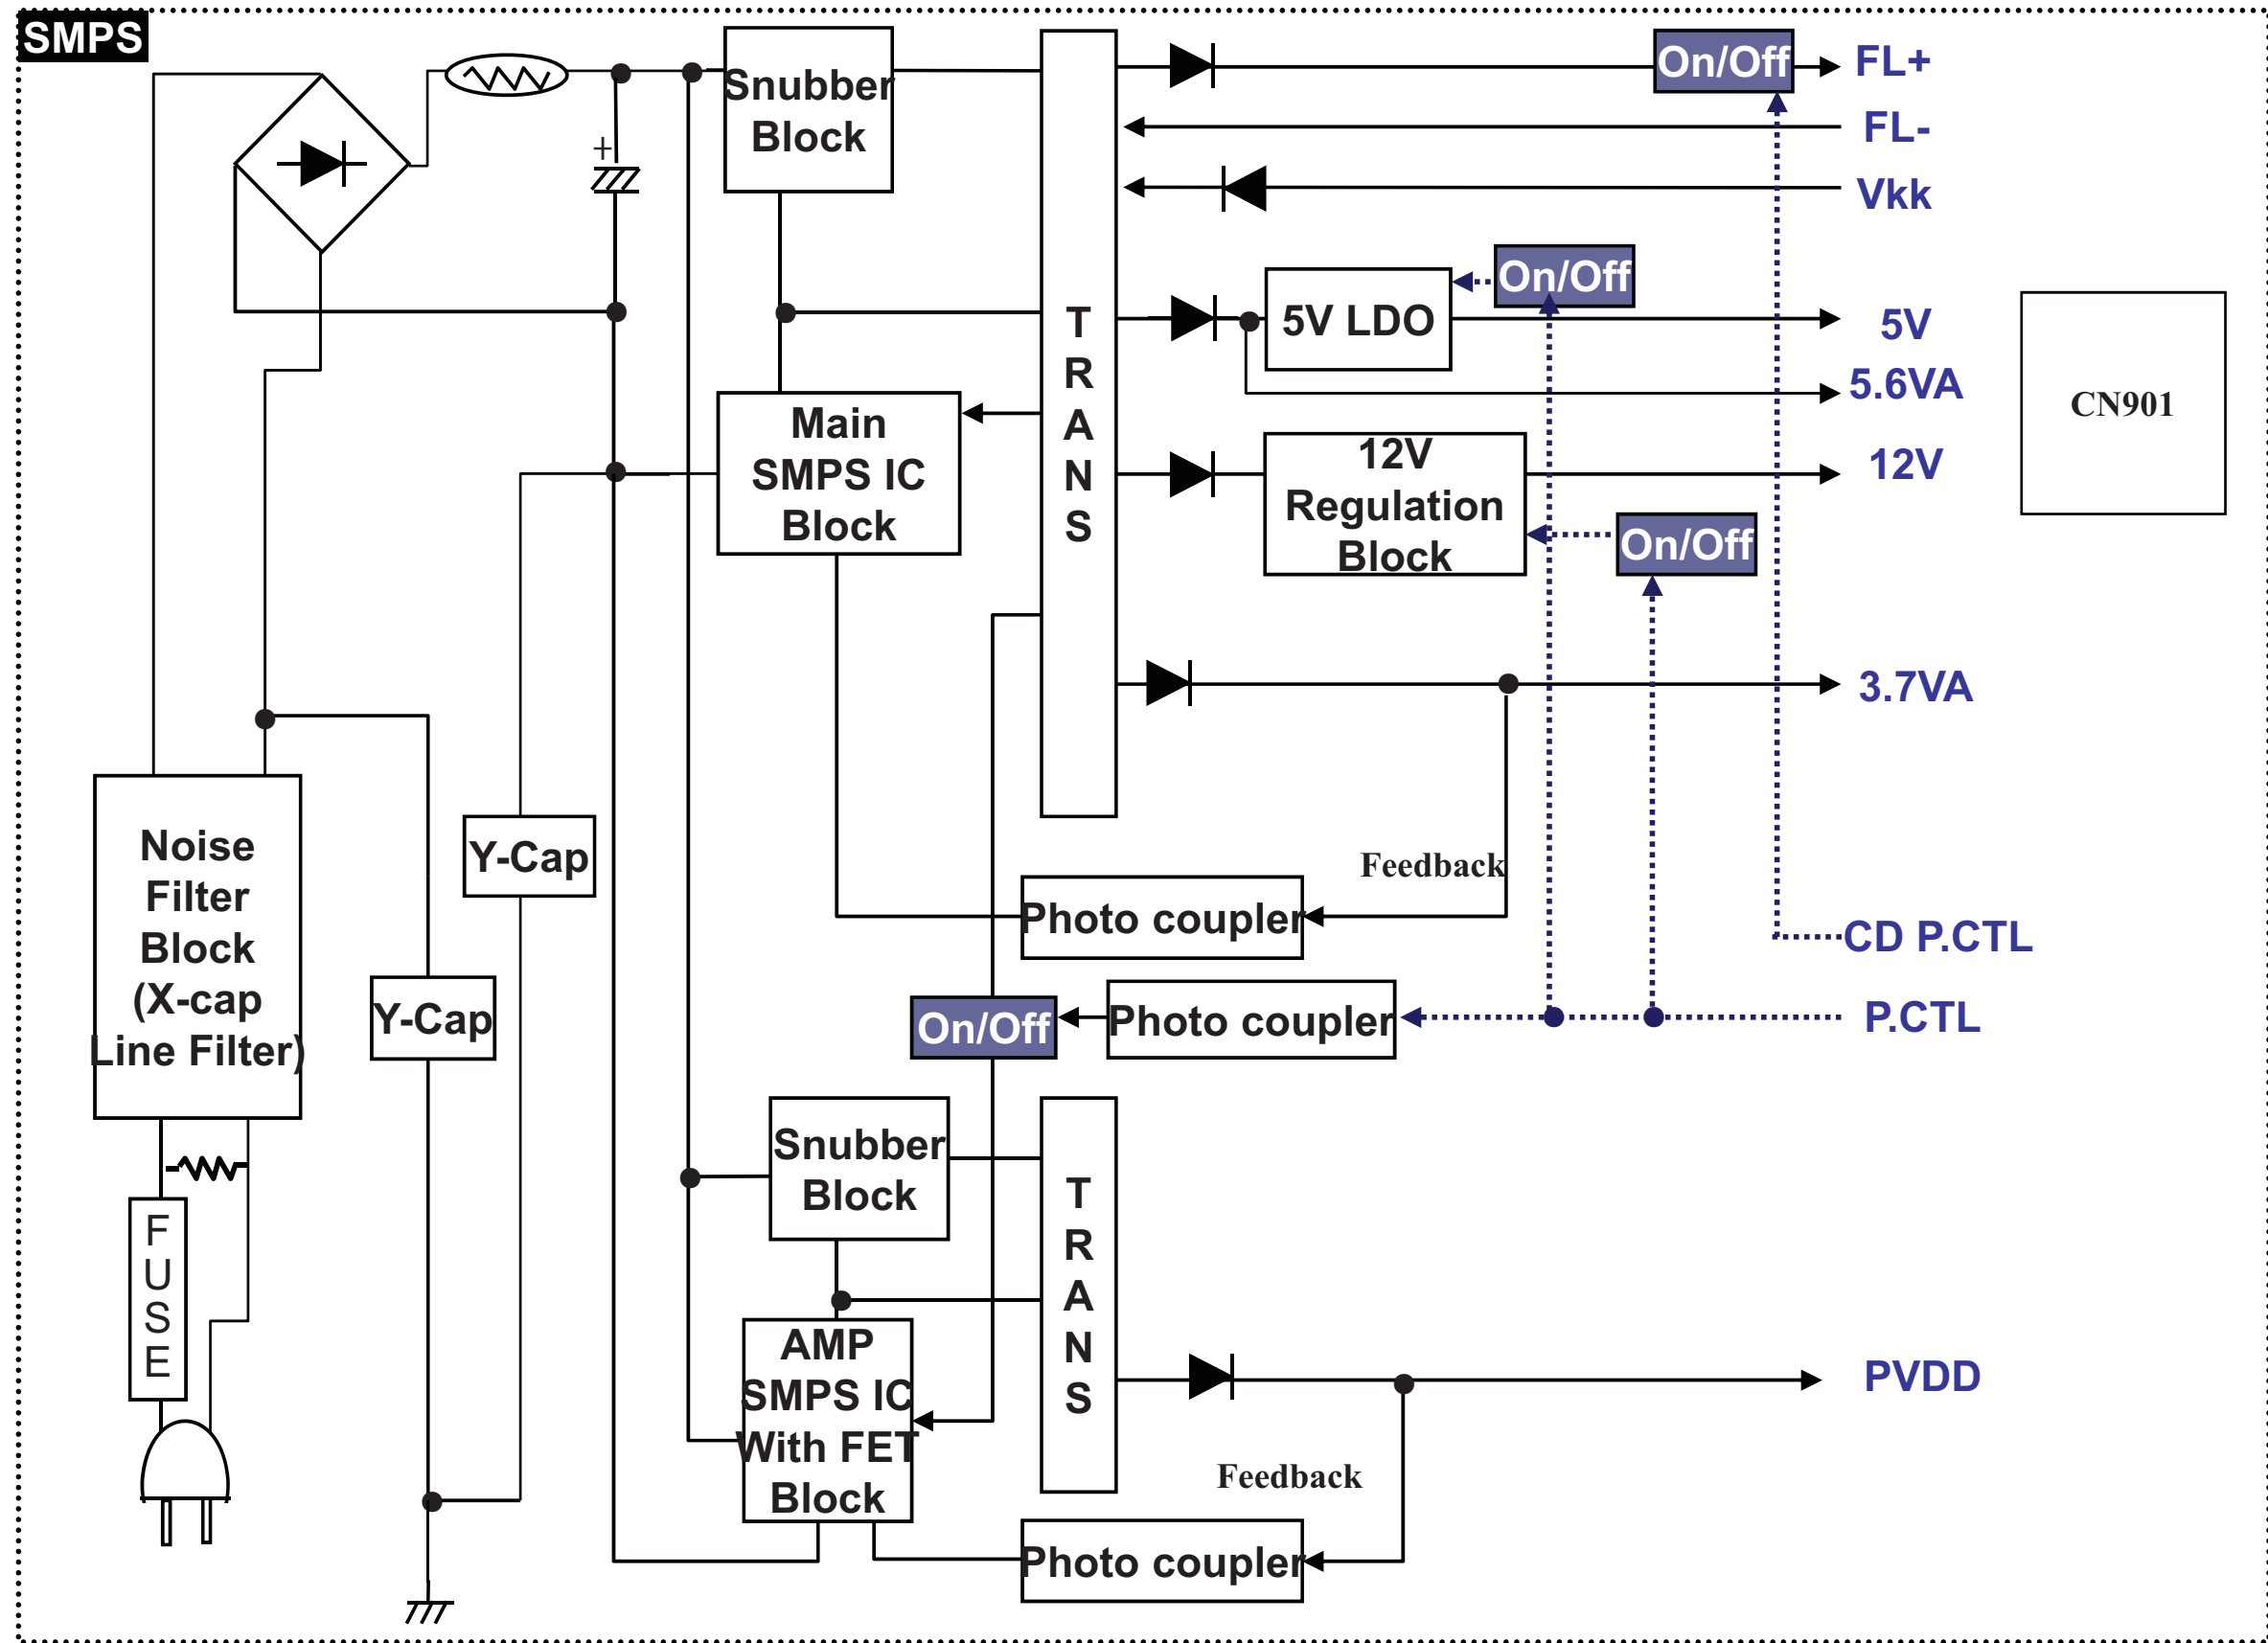 SMPS
Snubber
Block
On/Off
FL+
FL-
Vkk
On/Off
5V LDO
5V
5.6VA
CN901
T
R
A
N
S
Main
SMPS IC
Block
12V
Regulation
Block
12V
On/Off
3.7VA
Noise
Filter
Block
(X-cap
Line Filter)
Y-Cap
Feedback
Photo coupler
CD P.CTL
Y-Cap
On/Off
Photo coupler
P.CTL
Snubber
Block
T
R
A
N
S
F
U
S
E
AMP
SMPS IC
With FET
Block
PVDD
Feedback
Photo coupler